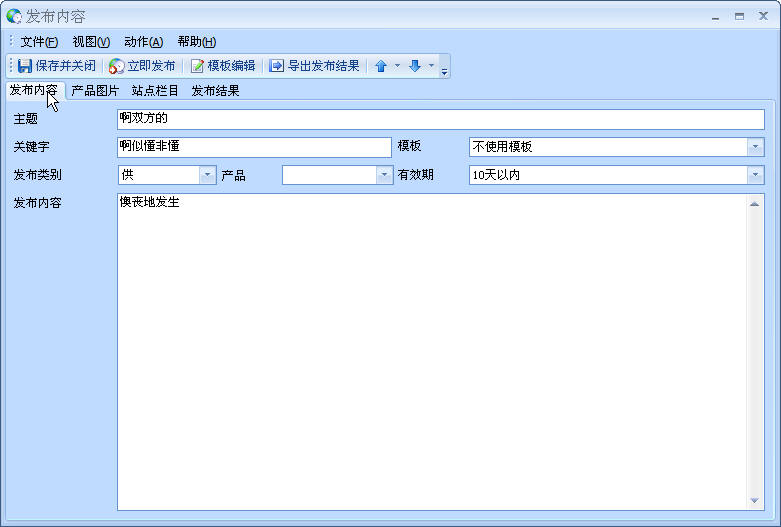 发布内容
文件(F) 视图(V) 动作(A) 帮助(H)
保存并关闭 立即发布 模板编辑 导出发布结果
发布内容 产品图片 站点栏目 发布结果
主题 啊双方的
关键字 啊似懂非懂 模板 不使用模板
发布类别 供 产品 有效期 10天以内
发布内容 懊丧地发生